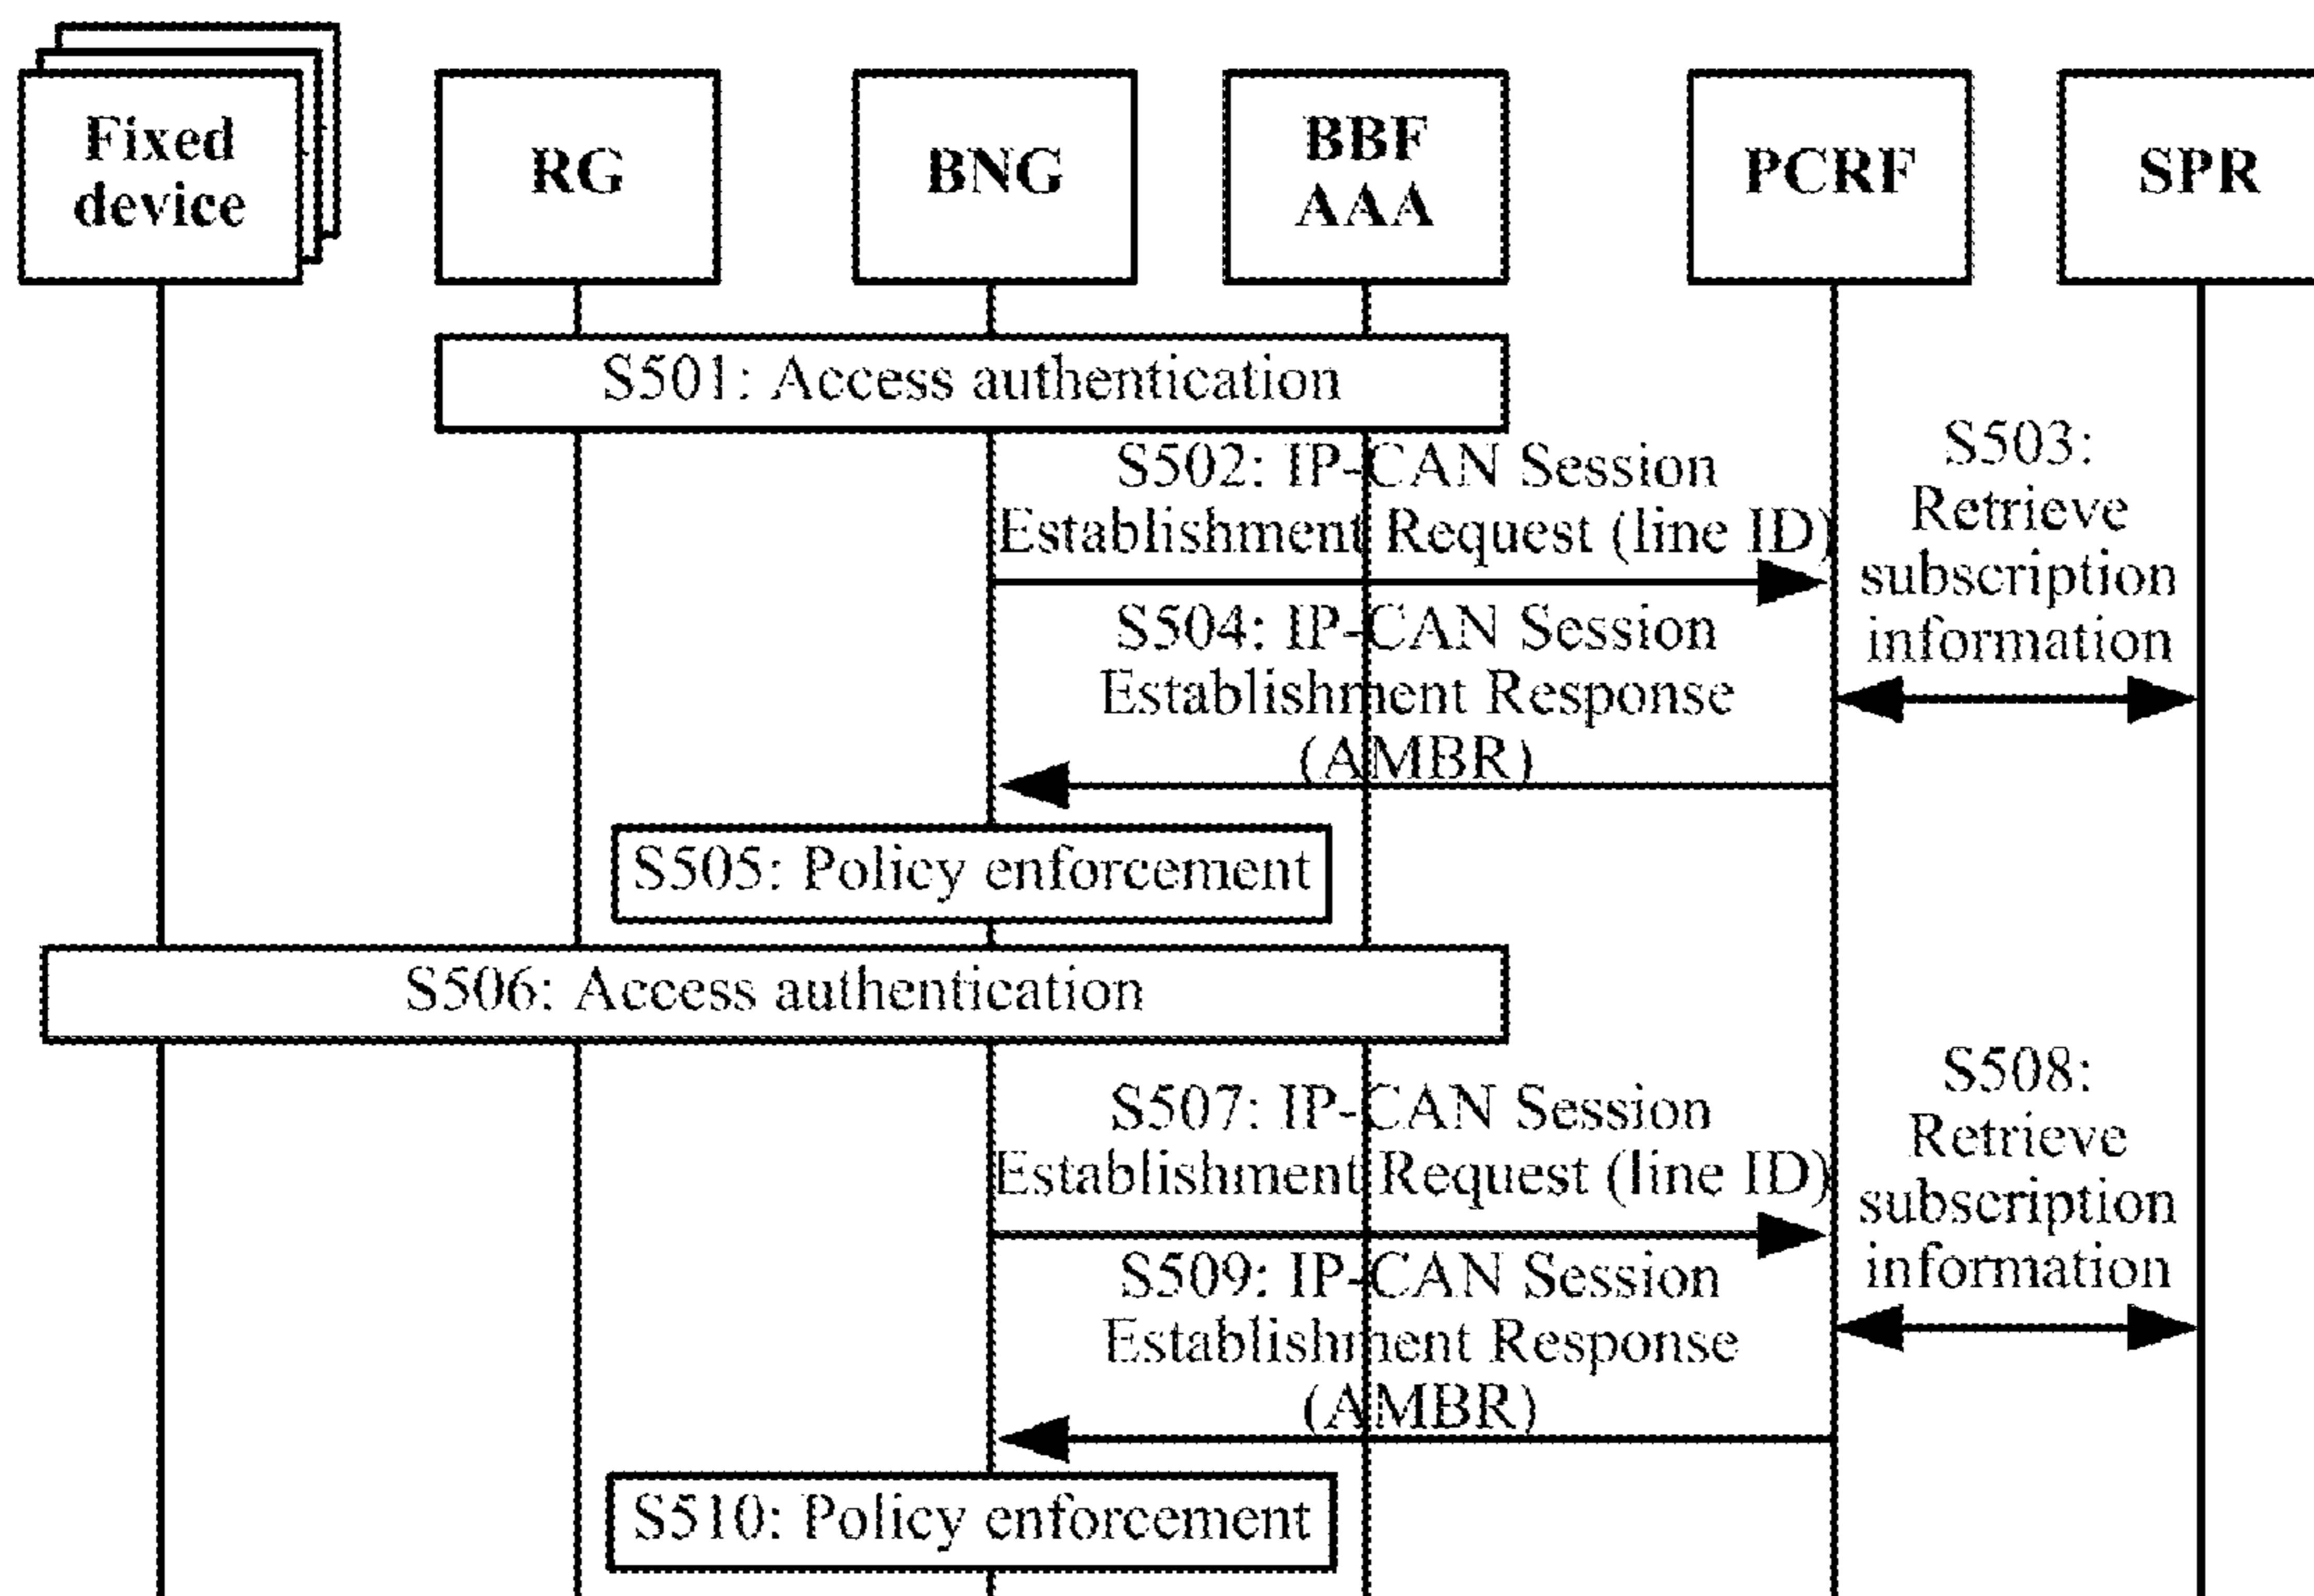 Fixed
device
RG
BNG
BBF
AAA
PCRF
SPR
S501: Access authentication
S502: IP-CAN Session
Establishment Request (line ID)
S503:
Retrieve
subscription
information
S504: IP-CAN Session
Establishment Response
(AMBR)
S505: Policy enforcement
S506: Access authentication
S507: IP-CAN Session
Establishment Request (line ID)
S508:
Retrieve
subscription
information
S509: IP-CAN Session
Establishment Response
(AMBR)
S510: Policy enforcement